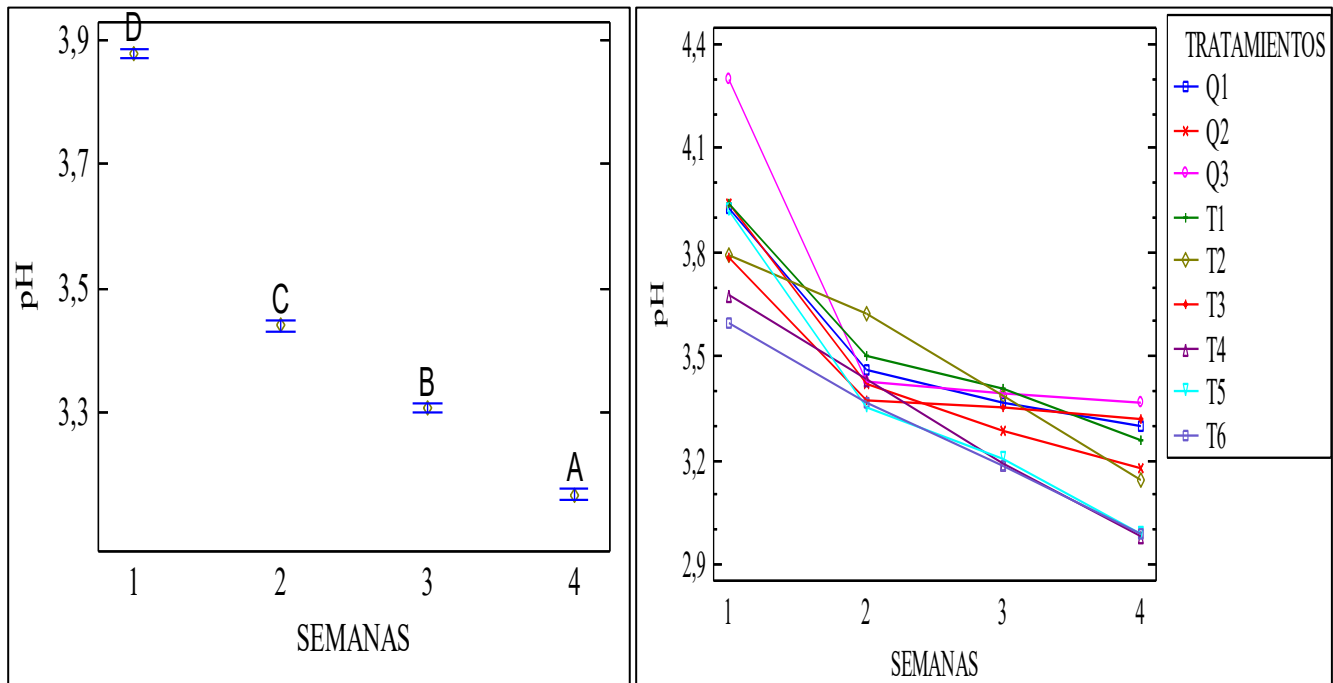 3,9
3,7
3,5
3,3
pH
D
C
B
A
1 2 3 4
SEMANAS
4,4
4,1
3,8
3,5
3,2
2,9
pH
1 2 3 4
SEMANAS
TRATAMIENTOS
Q1
Q2
Q3
T1
T2
T3
T4
T5
T6